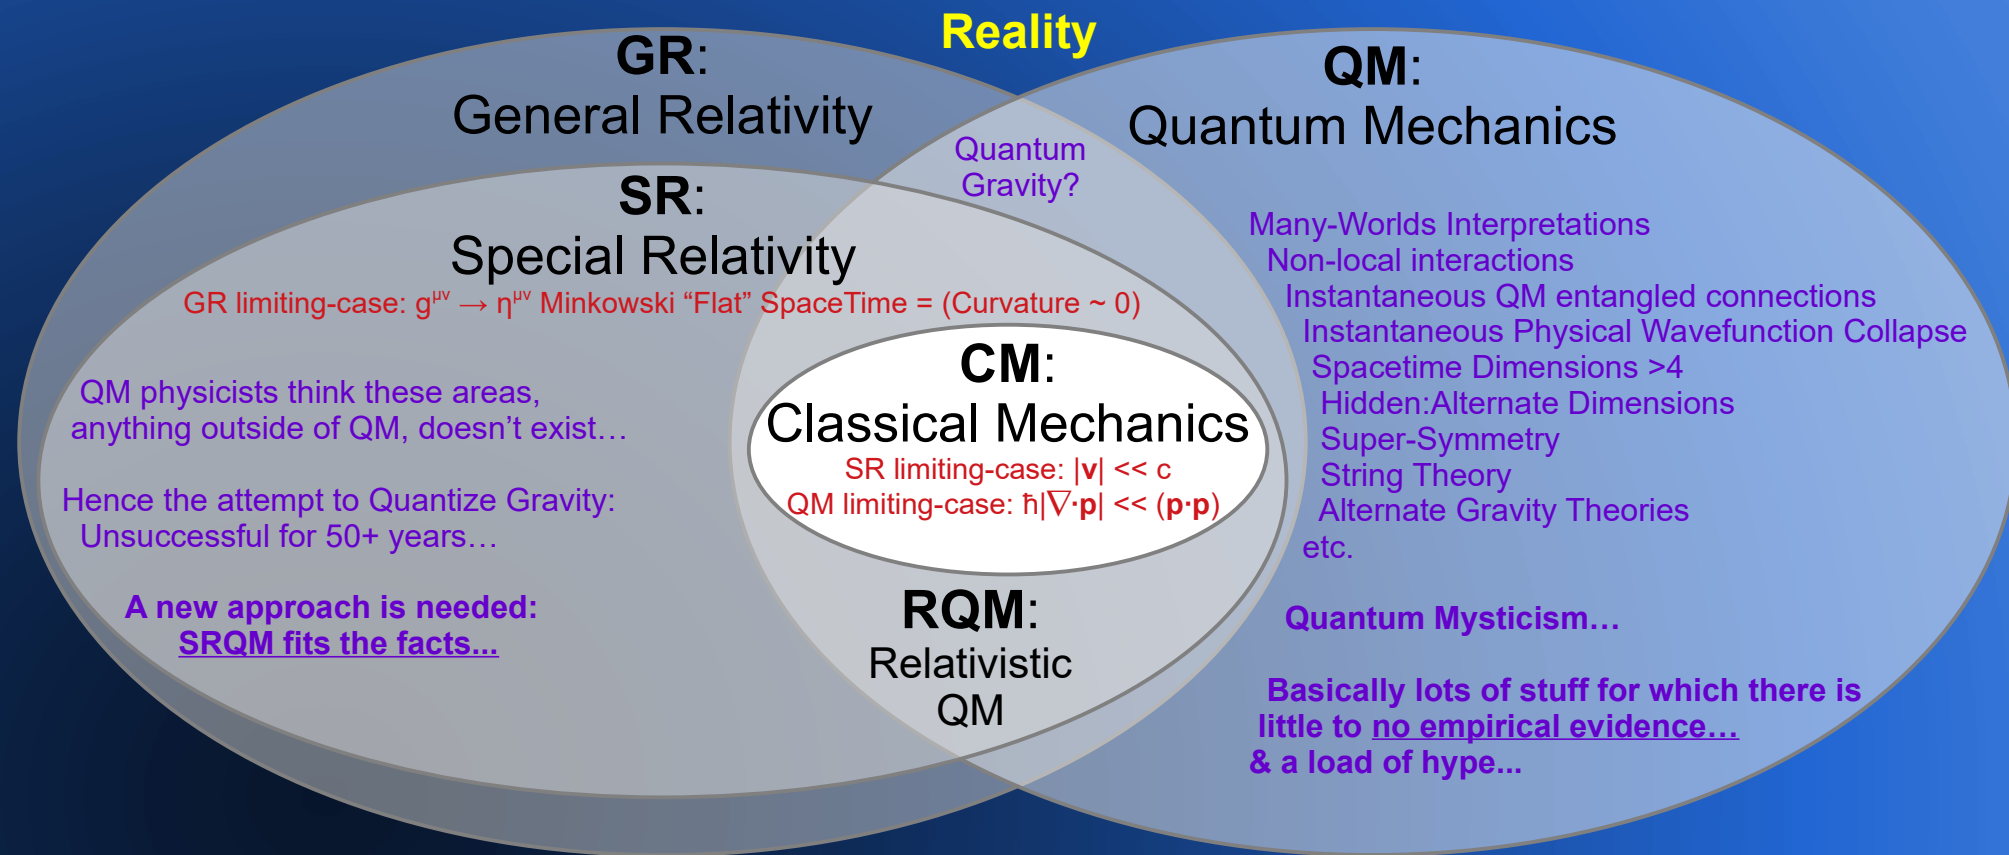 Reality
GR:
General Relativity
QM:
Quantum Mechanics
Quantum
Gravity?
SR:
Special Relativity
GR limiting-case: g^μν → η^μν Minkowski “Flat” SpaceTime = (Curvature ~ 0)
QM physicists think these areas,
anything outside of QM, doesn’t exist…
Hence the attempt to Quantize Gravity:
Unsuccessful for 50+ years…
A new approach is needed:
SRQM fits the facts...
CM:
Classical Mechanics
SR limiting-case: |v| << c
QM limiting-case: ħ|∇·p| << (p·p)
RQM:
Relativistic
QM
Many-Worlds Interpretations
Non-local interactions
Instantaneous QM entangled connections
Instantaneous Physical Wavefunction Collapse
Spacetime Dimensions >4
Hidden:Alternate Dimensions
Super-Symmetry
String Theory
Alternate Gravity Theories
etc.
Quantum Mysticism…
Basically lots of stuff for which there is
little to no empirical evidence…
& a load of hype...